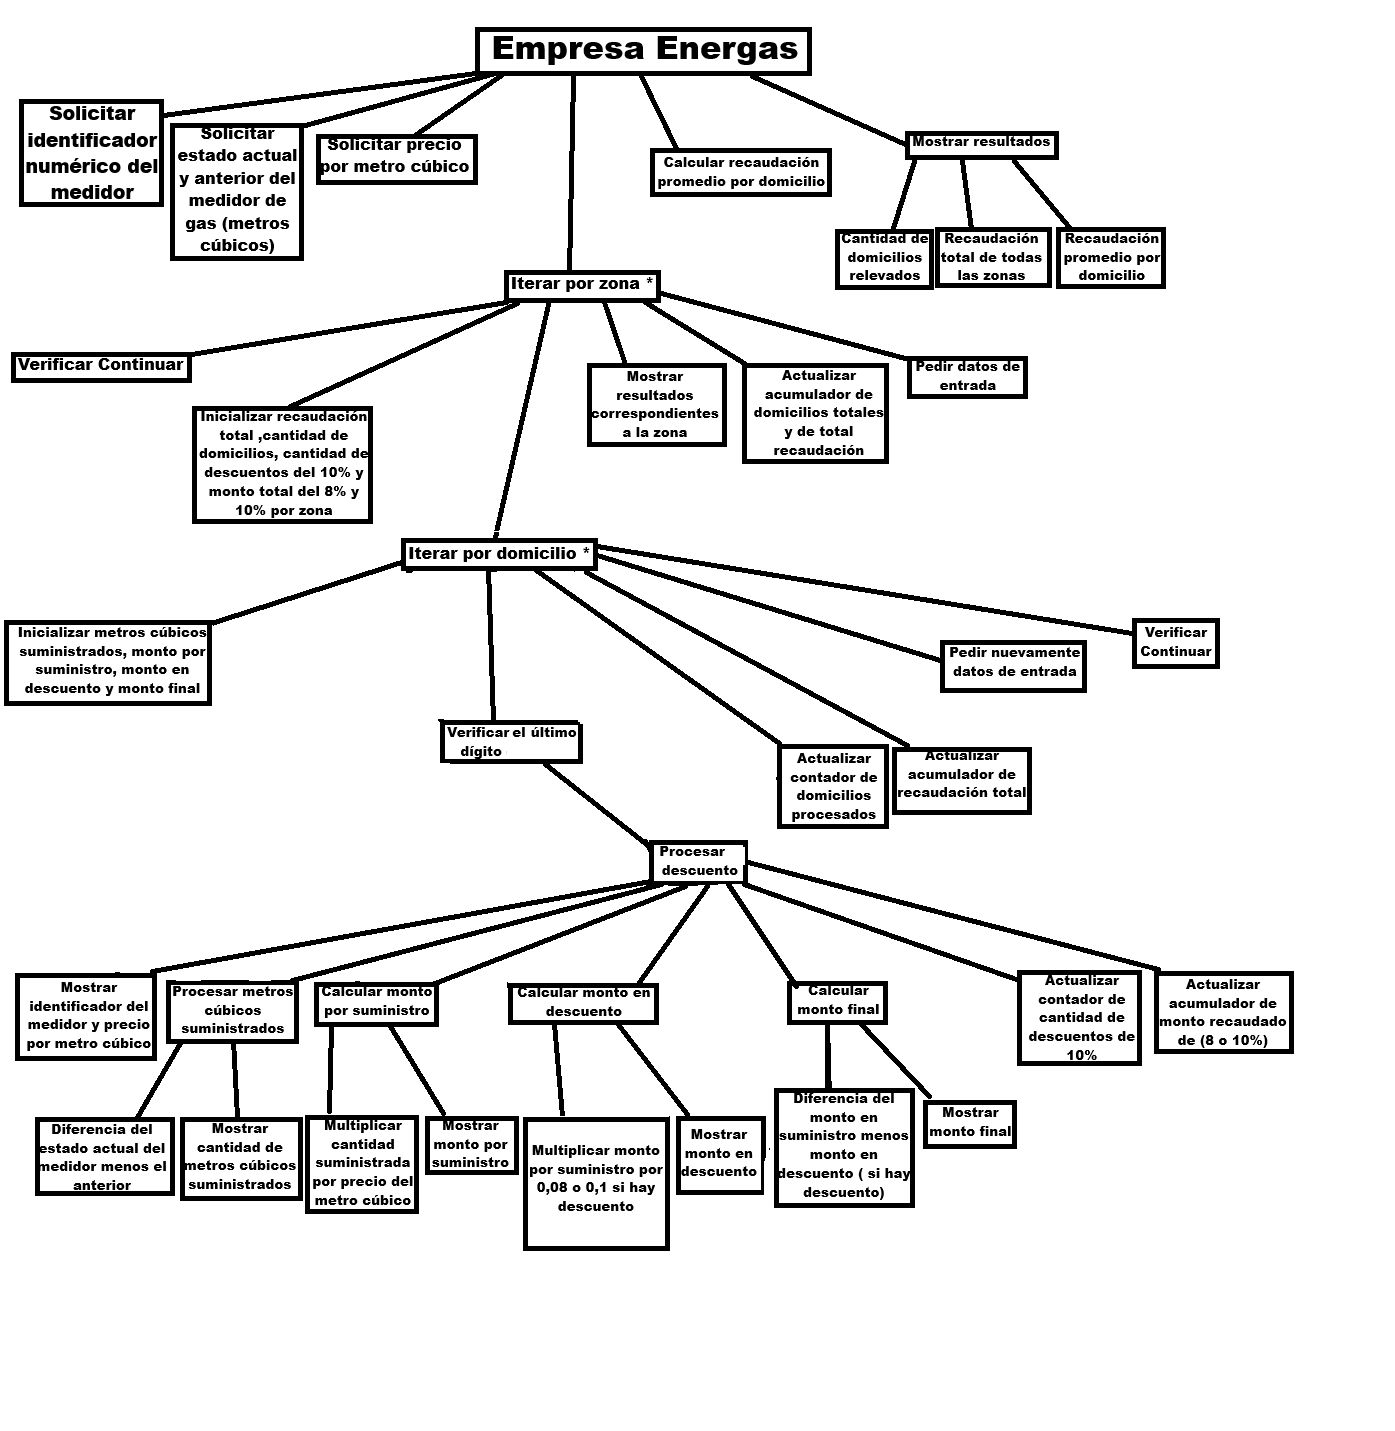 Empresa Energas
Solicitar
identificador
numérico del
medidor
Solicitar
estado actual
y anterior del
medidor de
gas (metros
cúbicos)
Solicitar precio
por metro cúbico
Calcular recaudación
promedio por domicilio
Mostrar resultados
Cantidad de
domicilios
relevados
Recaudación
total de todas
las zonas
Recaudación
promedio por
domicilio
Iterar por zona *
Verificar Continuar
Inicializar recaudación
total ,cantidad de
domicilios, cantidad de
descuentos del 10% y
monto total del 8% y
10% por zona
Mostrar
resultados
correspondientes
a la zona
Actualizar
acumulador de
domicilios totales
y de total
recaudación
Pedir datos de
entrada
Iterar por domicilio *
Inicializar metros cúbicos
suministrados, monto por
suministro, monto en
descuento y monto final
Verificar el último
dígito
Actualizar
contador de
domicilios
procesados
Actualizar
acumulador de
recaudación total
Pedir nuevamente
datos de entrada
Verificar
Continuar
Procesar
descuento
Mostrar
identificador del
medidor y precio
por metro cúbico
Procesar metros
cúbicos
suministrados
Calcular monto
por suministro
Calcular monto en
descuento
Calcular
monto final
Actualizar
contador de
cantidad de
descuentos de
10%
Actualizar
acumulador de
monto recaudado
de (8 o 10%)
Diferencia del
estado actual del
medidor menos el
anterior
Mostrar
cantidad de
metros cúbicos
suministrados
Multiplicar
cantidad
suministrada
por precio del
metro cúbico
Mostrar
monto por
suministro
Multiplicar monto
por suministro por
0,08 o 0,1 si hay
descuento
Mostrar
monto en
descuento
Diferencia del
monto en
suministro menos
monto en
descuento ( si hay
descuento)
Mostrar
monto final